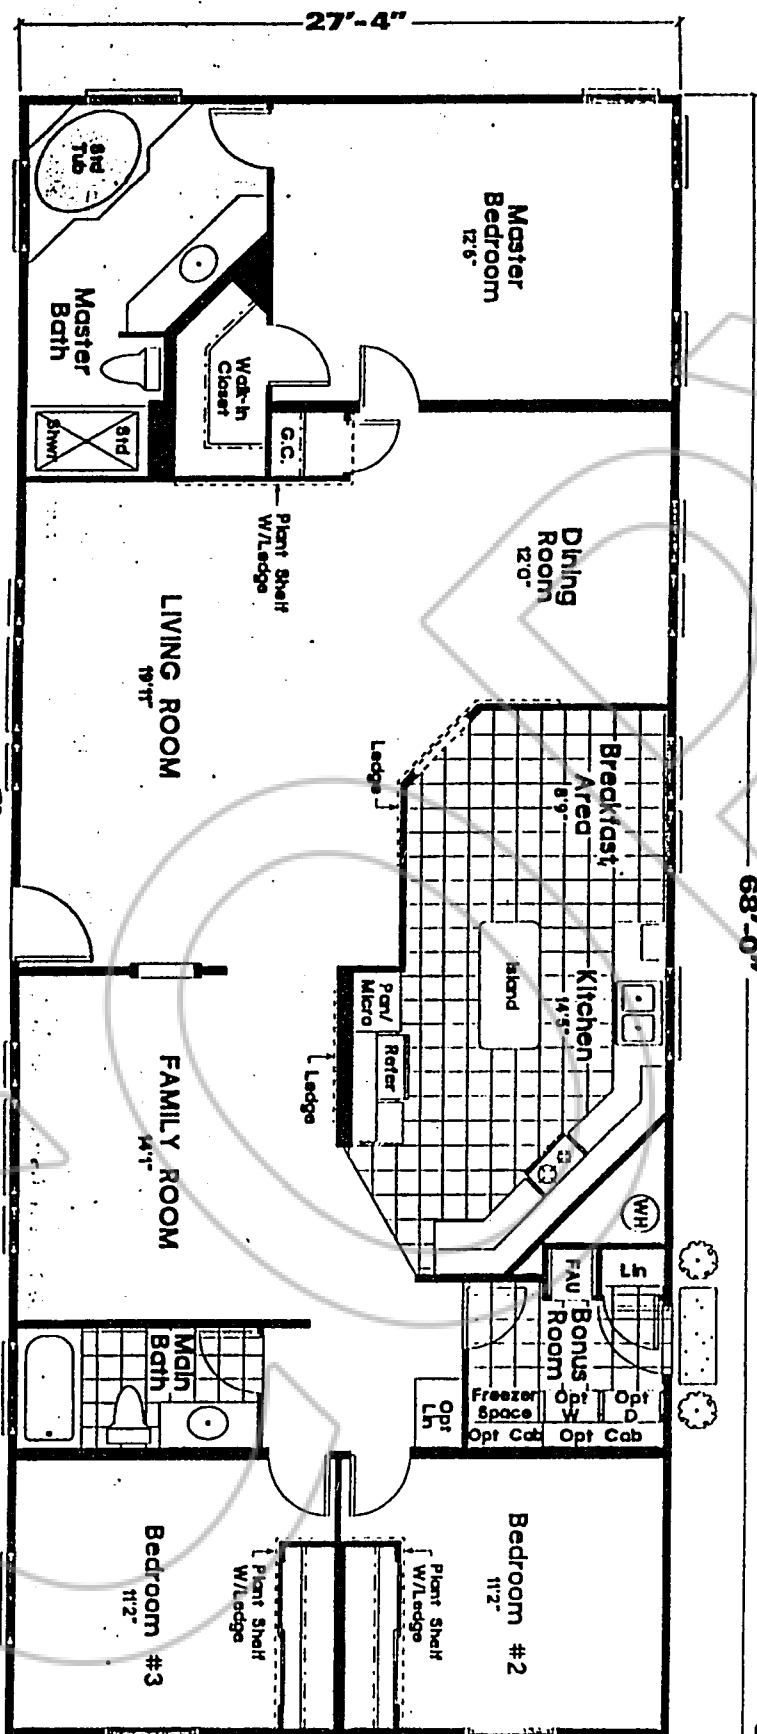 27'-4"
68'-0"
Std
Tub
Master
Bedroom
12'6"
Master
Bath
Walk-in
Closet
Std
Shwr
G.C.
Plant Shelf
W/Ledge
Dining
Room
12'0"
LIVING ROOM
19'11"
Ledge
Breakfast
Area
8'9"
Island
Kitchen
14'5"
Pan/
Micro
Refer
Ledge
FAMILY ROOM
14'1"
WH
FAU
Lin
Bonus
Room
Main
Bath
Opt
Lin
Freezer
Space
Opt
W
Opt
D
Opt Cab
Opt Cab
Bedroom #3
11'2"
Plant Shelf
W/Ledge
Plant Shelf
W/Ledge
Bedroom #2
11'2"